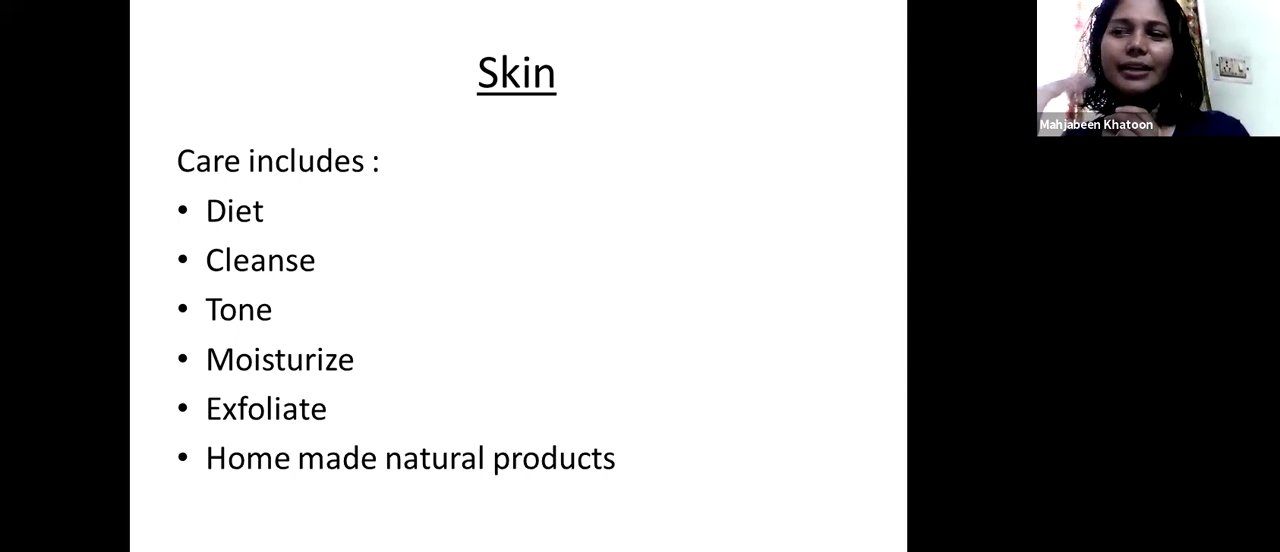 Skin
Care includes :
• Diet
• Cleanse
• Tone
• Moisturize
• Exfoliate
• Home made natural products
Mahjabeen Khatoon